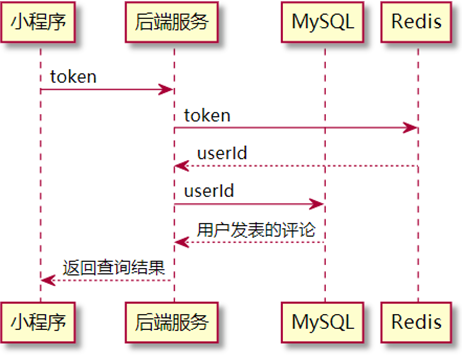 小程序 后端服务 MySQL Redis
token
token
userId
userId
用户发表的评论
返回查询结果
小程序 后端服务 MySQL Redis